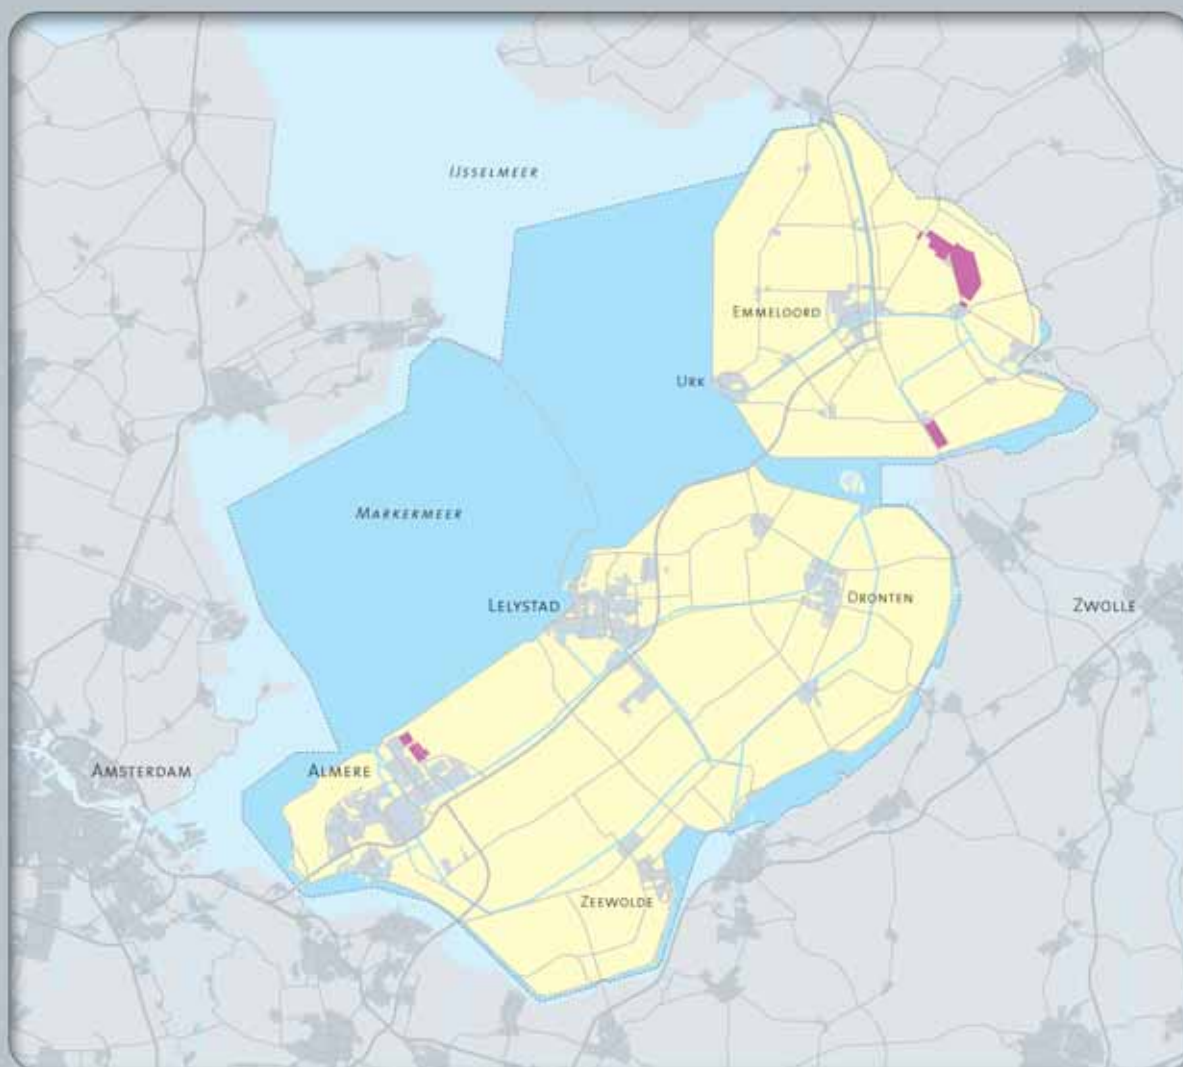 IJSSELMEER
EMMELOORD
URK
MARKERMEER
LELYSTAD
DRONTEN
ZWOLLE
AMSTERDAM
ALMERE
ZEEWOLDE